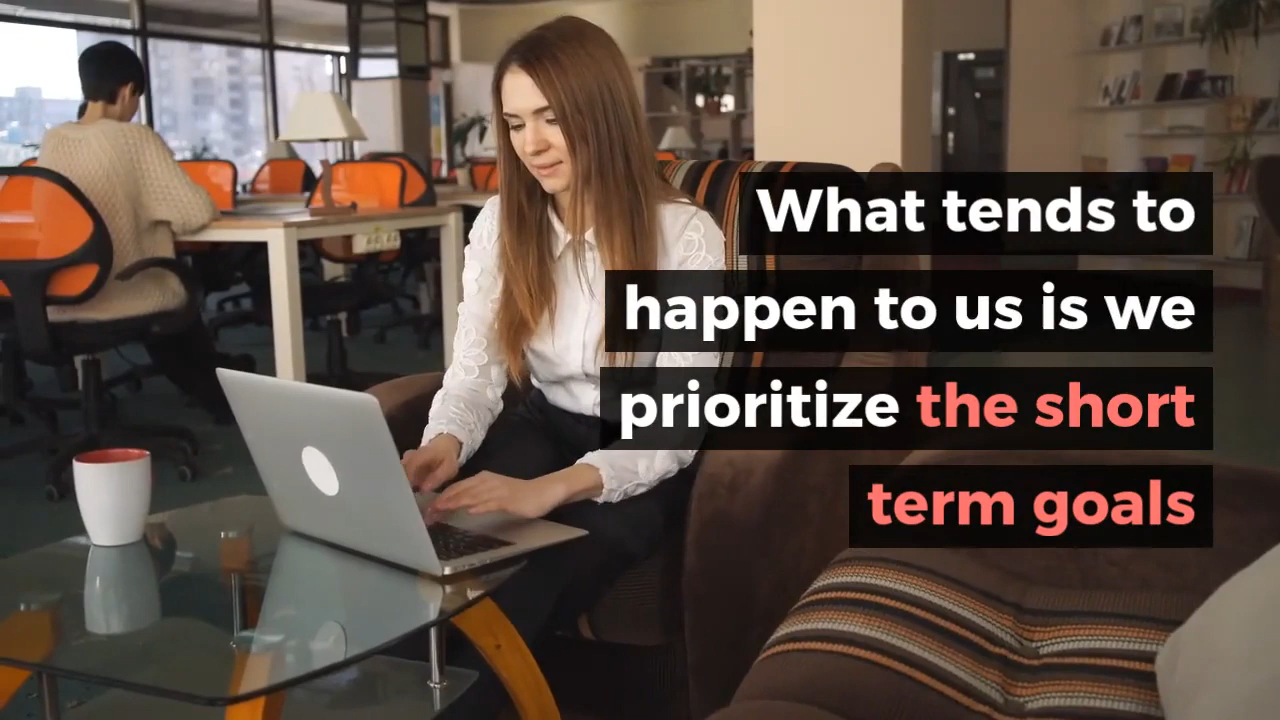 What tends to
happen to us is we
prioritize the short
term goals